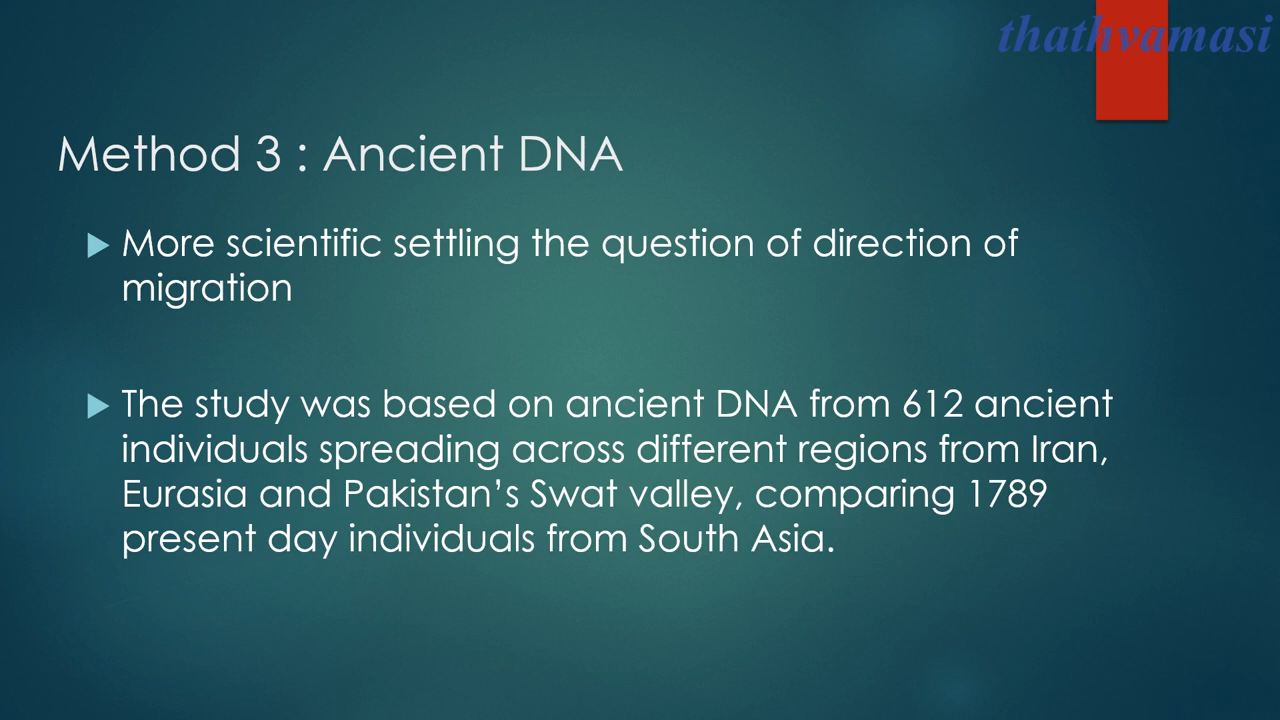 thathvamasi
Method 3 : Ancient DNA
More scientific settling the question of direction of
migration
The study was based on ancient DNA from 612 ancient
individuals spreading across different regions from Iran,
Eurasia and Pakistan’s Swat valley, comparing 1789
present day individuals from South Asia.